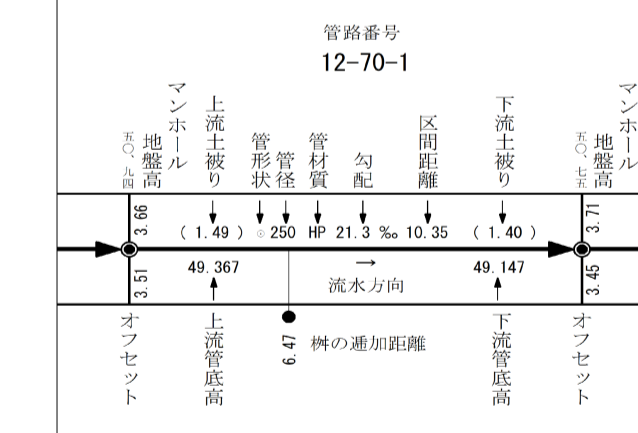 管路番号
12-70-1
マンホール
地盤高
五〇、九四
上流土被り
管形状
管径
管材質
勾配
区間距離
下流土被り
マンホール
地盤高
五〇、七五
3.66
( 1.49 ) ○ 250 HP 21.3 ‰ 10.35 ( 1.40 )
3.71
3.51
49.367
→
流水方向
49.147
3.45
オフセット
上流管底高
6.47
桝の逓加距離
下流管底高
オフセット